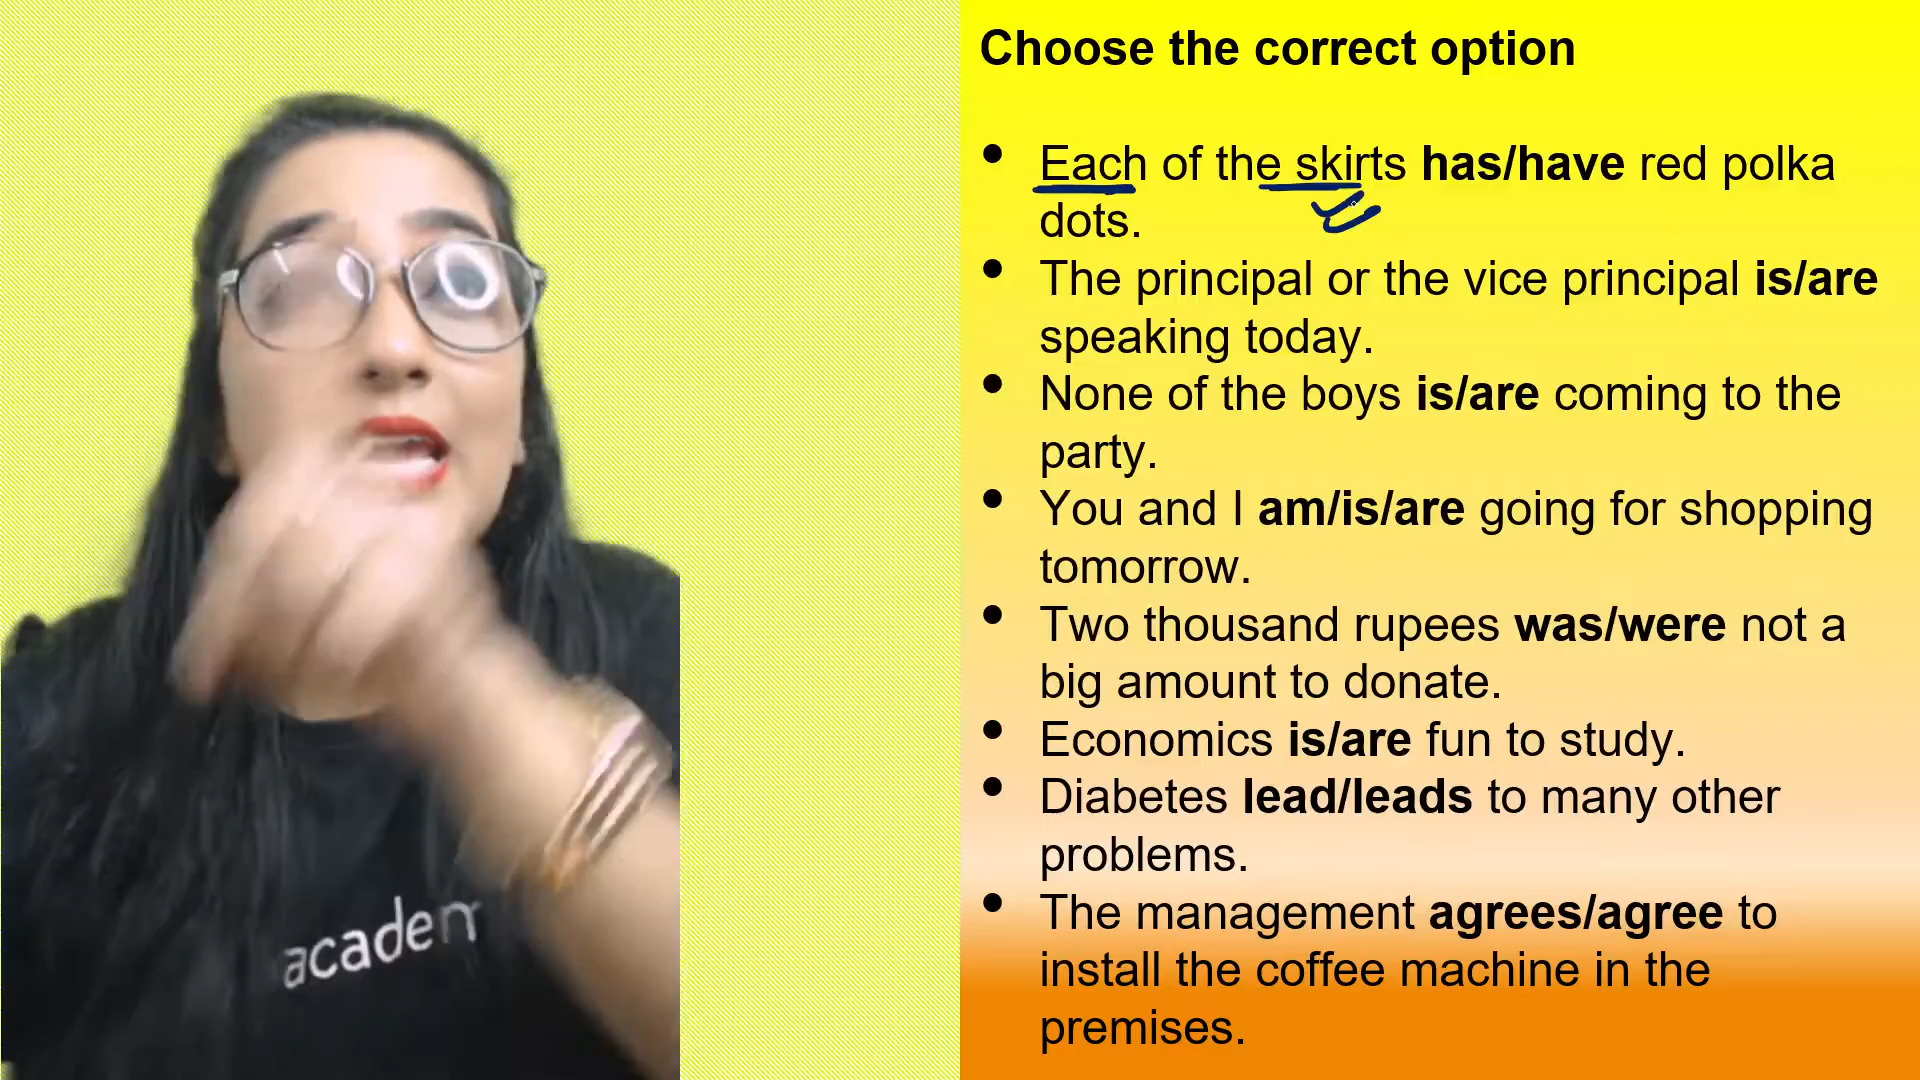 Choose the correct option
• Each of the skirts has/have red polka
dots.
• The principal or the vice principal is/are
speaking today.
• None of the boys is/are coming to the
party.
• You and I am/is/are going for shopping
tomorrow.
• Two thousand rupees was/were not a
big amount to donate.
• Economics is/are fun to study.
• Diabetes lead/leads to many other
problems.
• The management agrees/agree to
install the coffee machine in the
premises.
academ